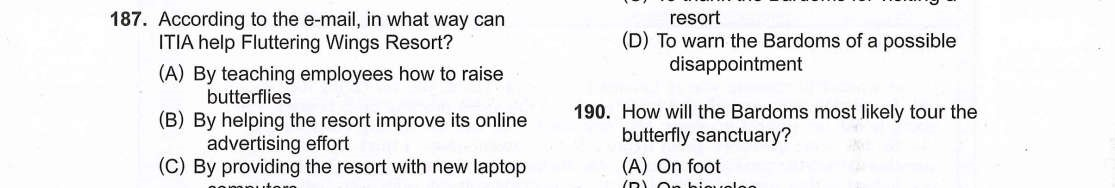 187. According to the e-mail, in what way can
ITIA help Fluttering Wings Resort?
(A) By teaching employees how to raise
butterflies
(B) By helping the resort improve its online
advertising effort
(C) By providing the resort with new laptop
computers
resort
(D) To warn the Bardoms of a possible
disappointment
190. How will the Bardoms most likely tour the
butterfly sanctuary?
(A) On foot
(B) On bicycles